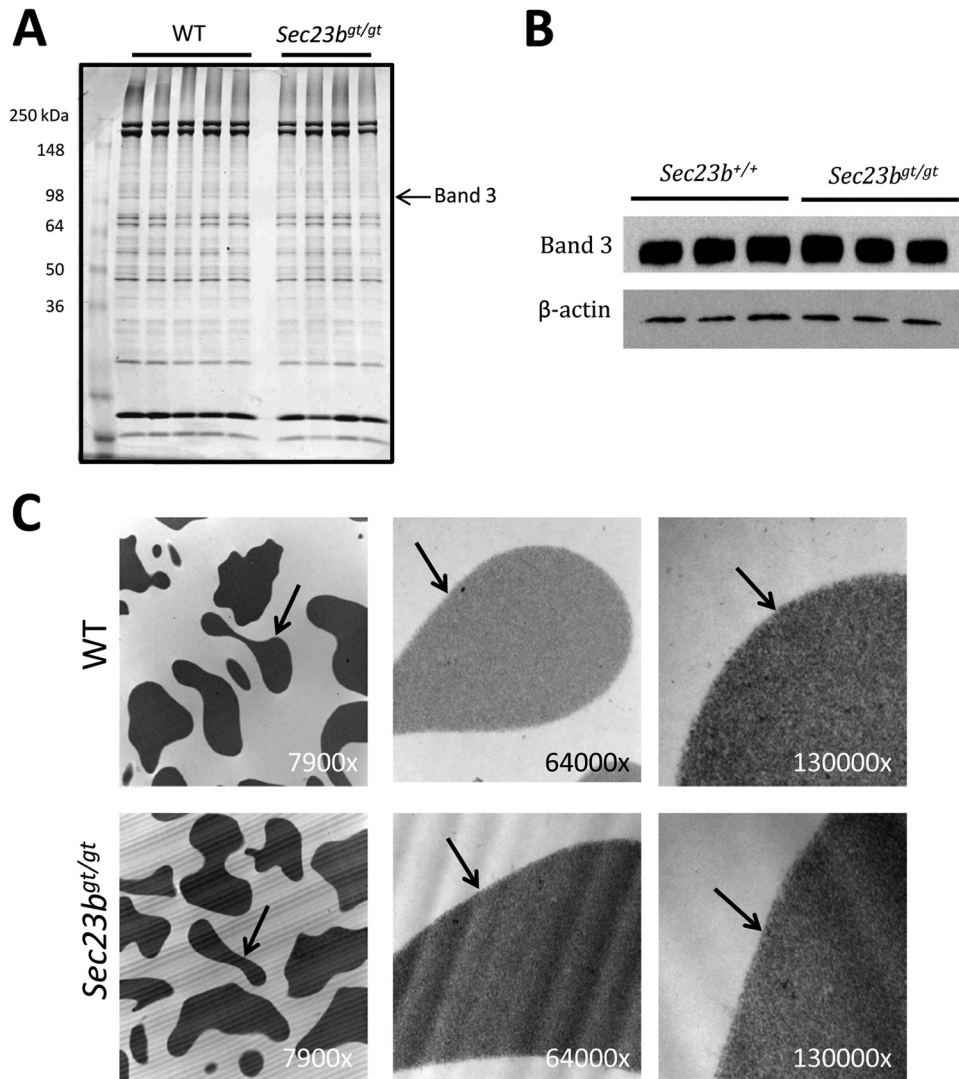 A
WT
Sec23b^gt/gt
250 kDa
148
98
64
50
36
Band 3
B
Sec23b^+/+
Sec23b^gt/gt
Band 3
β-actin
C
WT
7900x
64000x
130000x
Sec23b^gt/gt
7900x
64000x
130000x